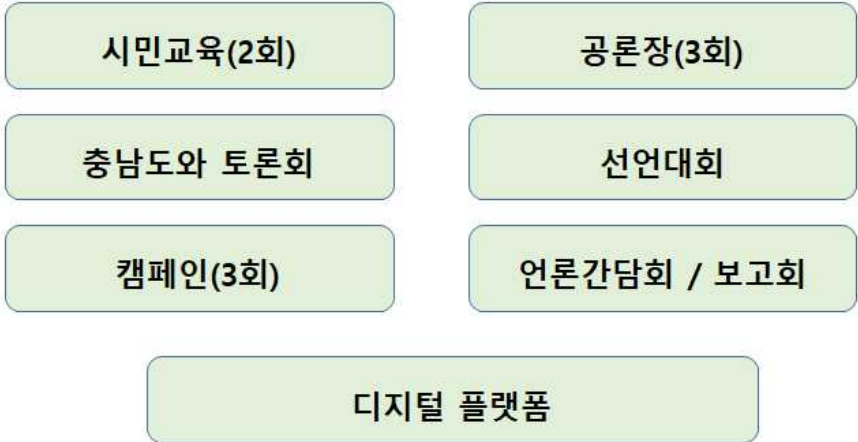 시민교육(2회)
공론장(3회)
충남도와 토론회
선언대회
캠페인(3회)
언론간담회 / 보고회
디지털 플랫폼